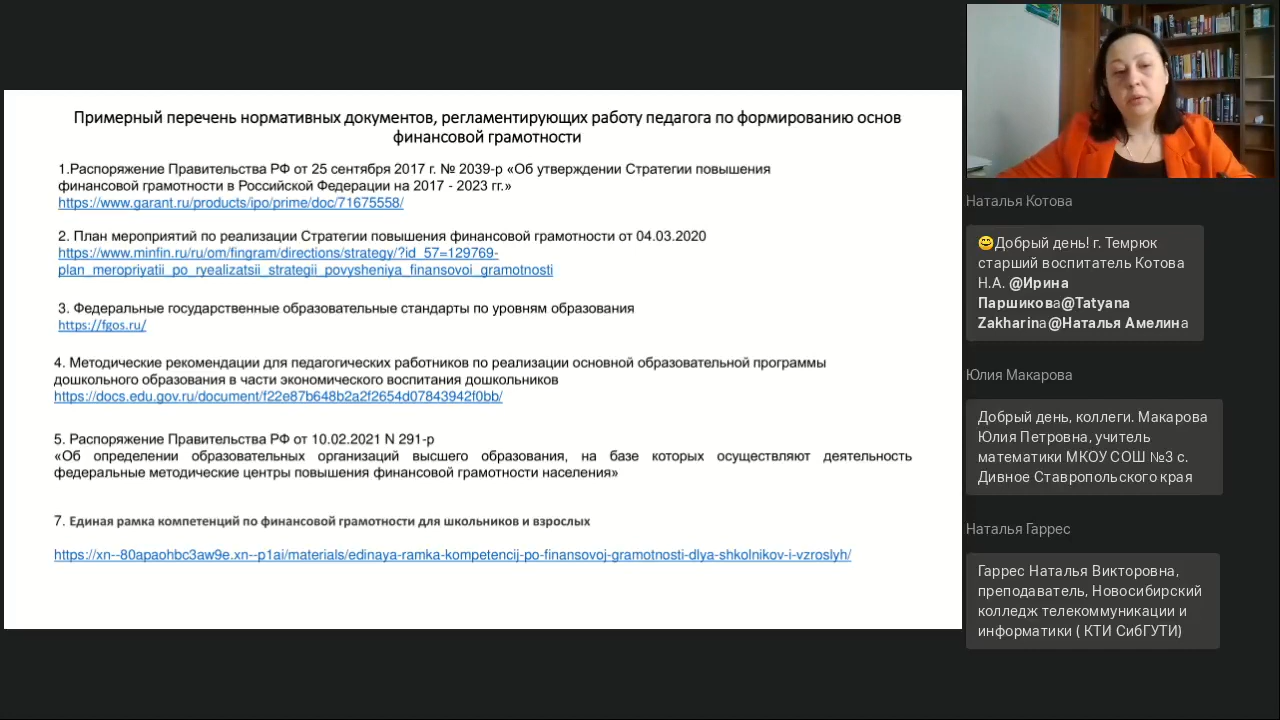 Примерный перечень нормативных документов, регламентирующих работу педагога по формированию основ
финансовой грамотности
1.Распоряжение Правительства РФ от 25 сентября 2017 г. № 2039-р «Об утверждении Стратегии повышения
финансовой грамотности в Российской Федерации на 2017 - 2023 гг.»
https://www.garant.ru/products/ipo/prime/doc/71675558/
2. План мероприятий по реализации Стратегии повышения финансовой грамотности от 04.03.2020
https://www.minfin.ru/ru/om/fingram/directions/strategy/?id_57=129769-
plan_meropriyatii_po_ryealizatsii_strategii_povysheniya_finansovoi_gramotnosti
3. Федеральные государственные образовательные стандарты по уровням образования
https://fgos.ru/
4. Методические рекомендации для педагогических работников по реализации основной образовательной программы
дошкольного образования в части экономического воспитания дошкольников
https://docs.edu.gov.ru/document/f22e87b648b2a2f2654d07843942f0bb/
5. Распоряжение Правительства РФ от 10.02.2021 N 291-р
«Об определении образовательных организаций высшего образования, на базе которых осуществляют деятельность
федеральные методические центры повышения финансовой грамотности населения»
7. Единая рамка компетенций по финансовой грамотности для школьников и взрослых
https://xn--80apaohbc3aw9e.xn--p1ai/materials/edinaya-ramka-kompetencij-po-finansovoj-gramotnosti-dlya-shkolnikov-i-vzroslyh/
Наталья Котова
😄Добрый день! г. Темрюк
старший воспитатель Котова
Н.А. @Ирина
Паршикова@Tatyana
Zakharina@Наталья Амелина
Юлия Макарова
Добрый день, коллеги. Макарова
Юлия Петровна, учитель
математики МКОУ СОШ №3 с.
Дивное Ставропольского края
Наталья Гаррес
Гаррес Наталья Викторовна,
преподаватель, Новосибирский
колледж телекоммуникации и
информатики ( КТИ СибГУТИ)